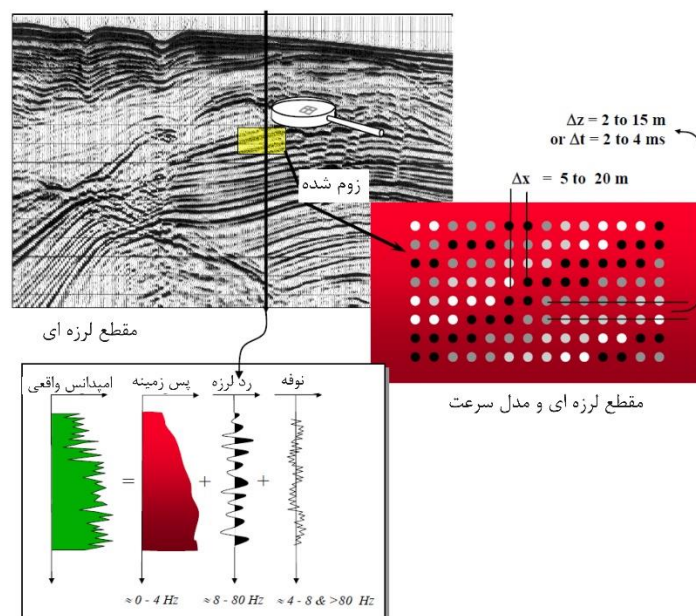 Δz = 2 to 15 m
or Δt = 2 to 4 ms
Δx = 5 to 20 m
زوم شده
مقطع لرزه ای
مقطع لرزه ای و مدل سرعت
امپدانس واقعی
پس زمینه
رد لرزه
نوفه
= + +
≈ 0 - 4 Hz
≈ 8 - 80 Hz
≈ 4 - 8 & >80 Hz